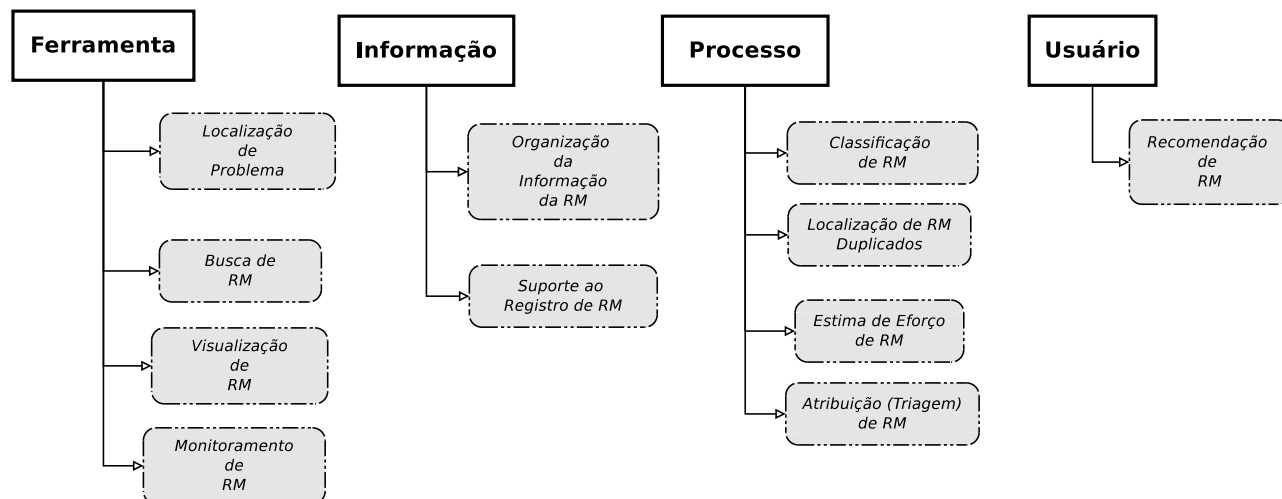 Ferramenta
Localização
de
Problema
Busca de
RM
Visualização
de
RM
Monitoramento
de
RM
Informação
Organização
da
Informação
da RM
Suporte ao
Registro de RM
Processo
Classificação
de RM
Localização de RM
Duplicados
Estima de Eforço
de RM
Atribuição (Triagem)
de RM
Usuário
Recomendação
de
RM